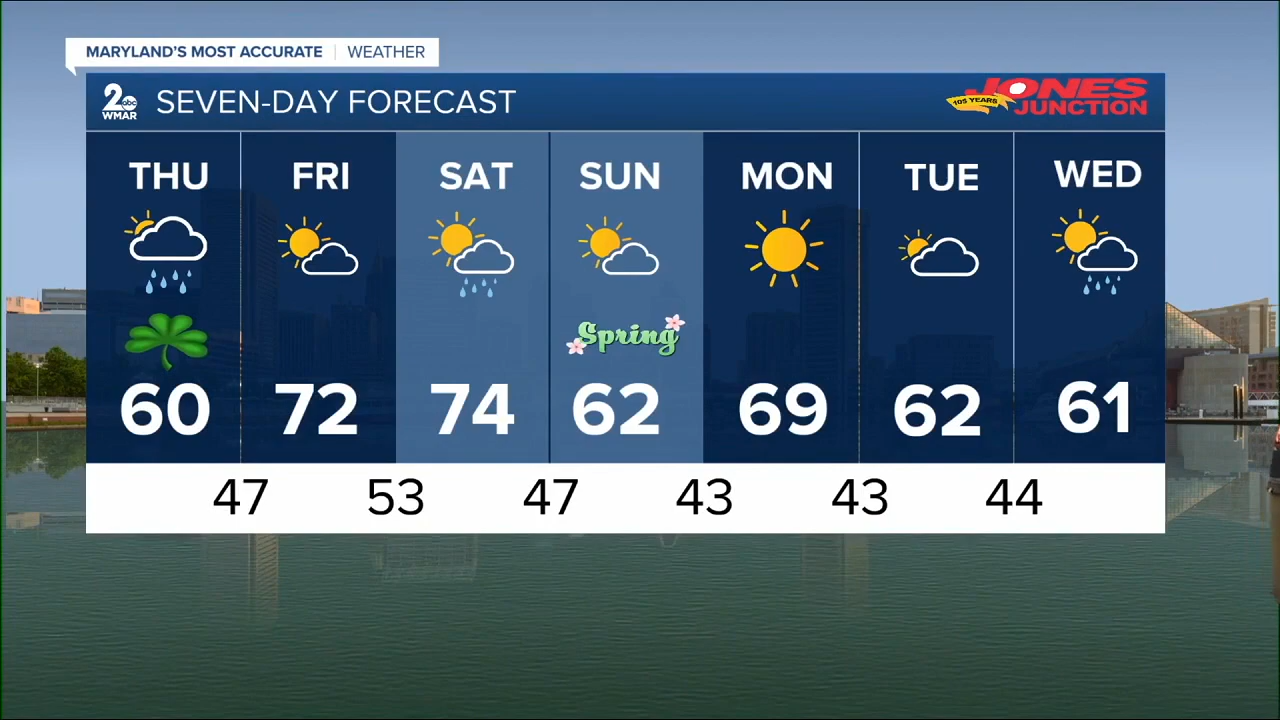 MARYLAND'S MOST ACCURATE | WEATHER
2 abc
WMAR
SEVEN-DAY FORECAST
JONES
105 YEARS
JUNCTION
THU FRI SAT SUN MON TUE WED
Spring
60 72 74 62 69 62 61
47 53 47 43 43 44